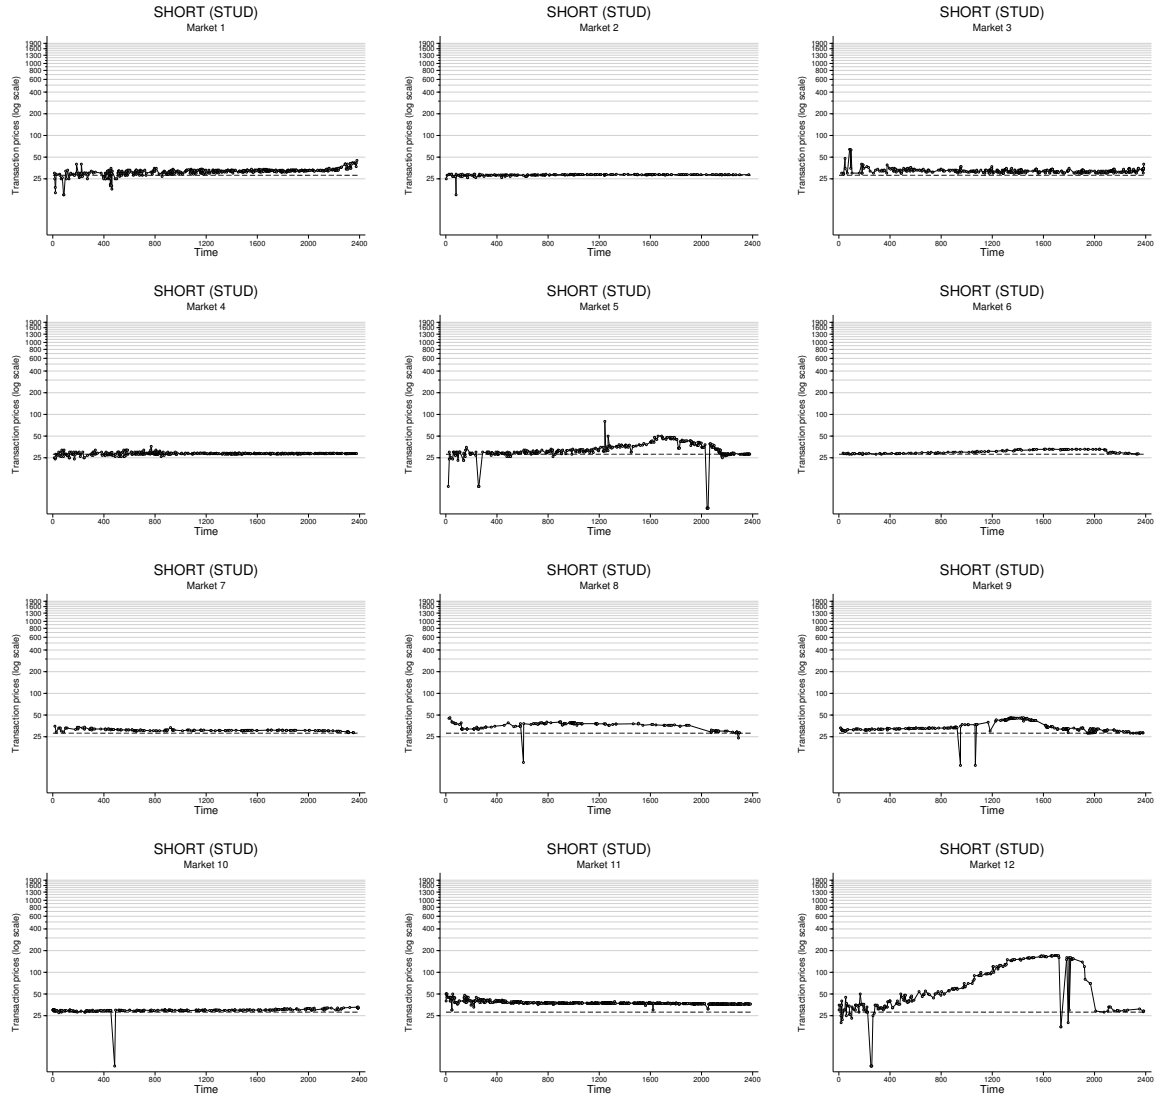 SHORT (STUD) SHORT (STUD) SHORT (STUD)
Market 1 Market 2 Market 3
Transaction prices (log scale) Transaction prices (log scale) Transaction prices (log scale)
1900 1900 1900
1600 1600 1600
1300 1300 1300
1000 1000 1000
800 800 800
600 600 600
400 400 400
200 200 200
100 100 100
50 50 50
25 25 25
0 400 800 1200 1600 2000 2400 0 400 800 1200 1600 2000 2400 0 400 800 1200 1600 2000 2400
Time Time Time
SHORT (STUD) SHORT (STUD) SHORT (STUD)
Market 4 Market 5 Market 6
Transaction prices (log scale) Transaction prices (log scale) Transaction prices (log scale)
1900 1900 1900
1600 1600 1600
1300 1300 1300
1000 1000 1000
800 800 800
600 600 600
400 400 400
200 200 200
100 100 100
50 50 50
25 25 25
0 400 800 1200 1600 2000 2400 0 400 800 1200 1600 2000 2400 0 400 800 1200 1600 2000 2400
Time Time Time
SHORT (STUD) SHORT (STUD) SHORT (STUD)
Market 7 Market 8 Market 9
Transaction prices (log scale) Transaction prices (log scale) Transaction prices (log scale)
1900 1900 1900
1600 1600 1600
1300 1300 1300
1000 1000 1000
800 800 800
600 600 600
400 400 400
200 200 200
100 100 100
50 50 50
25 25 25
0 400 800 1200 1600 2000 2400 0 400 800 1200 1600 2000 2400 0 400 800 1200 1600 2000 2400
Time Time Time
SHORT (STUD) SHORT (STUD) SHORT (STUD)
Market 10 Market 11 Market 12
Transaction prices (log scale) Transaction prices (log scale) Transaction prices (log scale)
1900 1900 1900
1600 1600 1600
1300 1300 1300
1000 1000 1000
800 800 800
600 600 600
400 400 400
200 200 200
100 100 100
50 50 50
25 25 25
0 400 800 1200 1600 2000 2400 0 400 800 1200 1600 2000 2400 0 400 800 1200 1600 2000 2400
Time Time Time